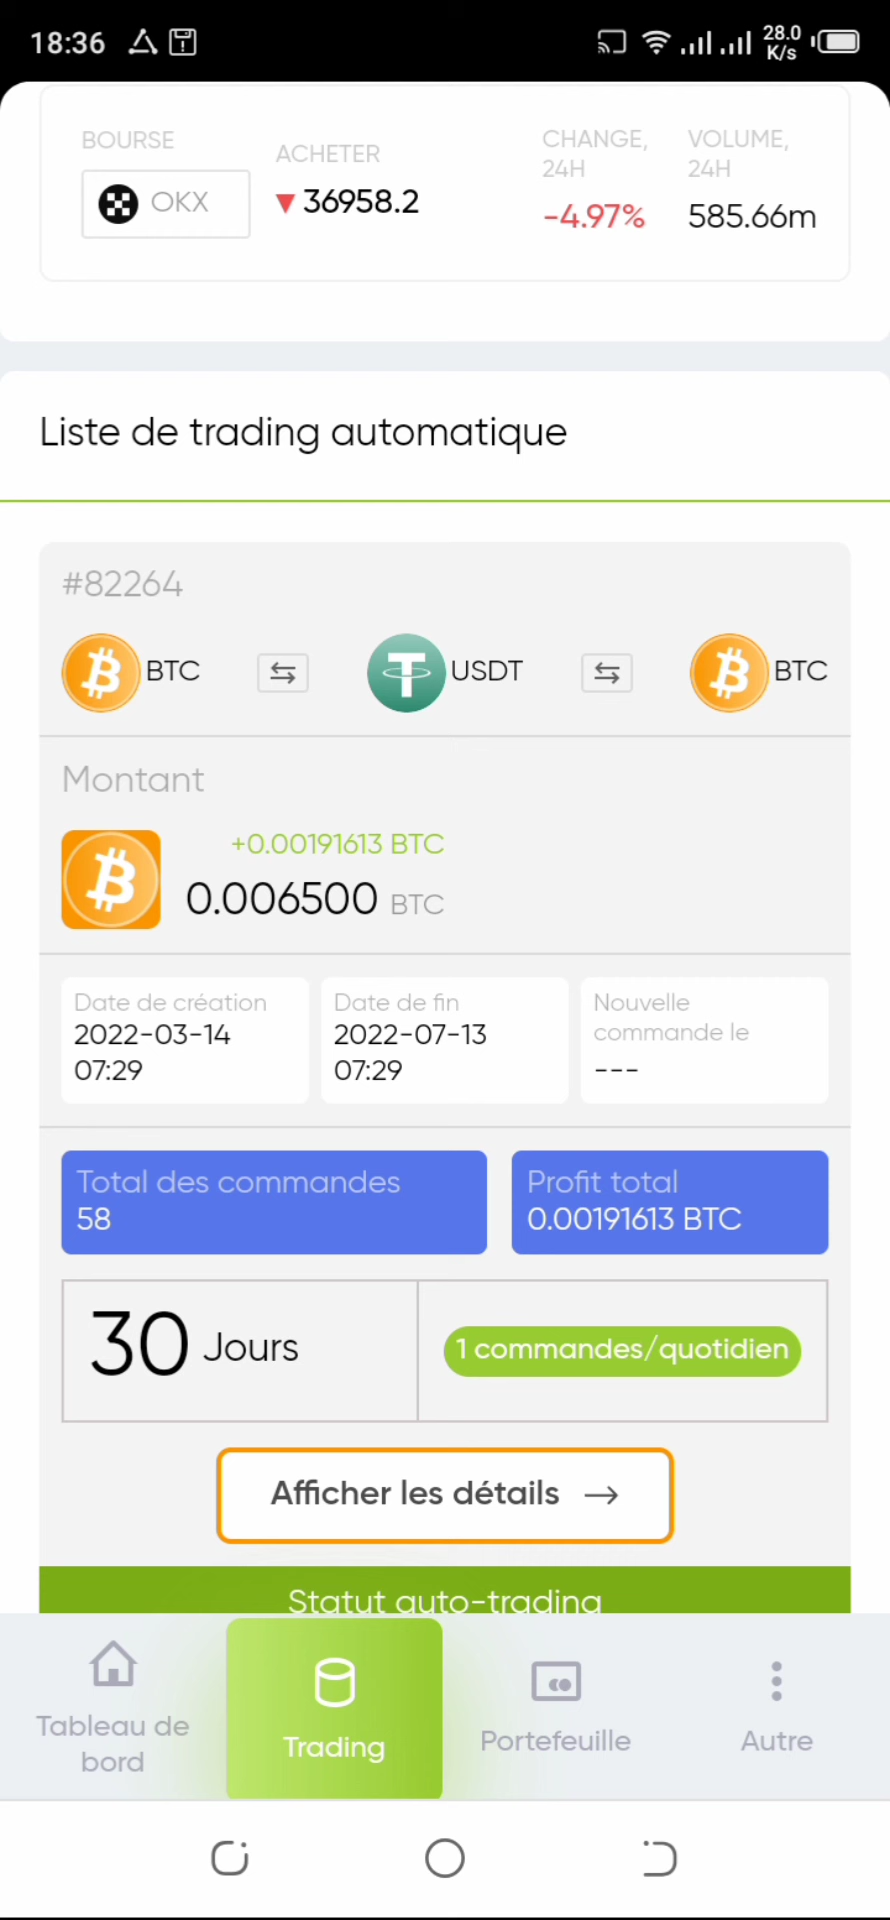 18:36
28.0
K/s
BOURSE
OKX
ACHETER
36958.2
CHANGE,
24H
-4.97%
VOLUME,
24H
585.66m
Liste de trading automatique
#82264
BTC
USDT
BTC
Montant
+0.00191613 BTC
0.006500 BTC
Date de création
2022-03-14
07:29
Date de fin
2022-07-13
07:29
Nouvelle
commande le
---
Total des commandes
58
Profit total
0.00191613 BTC
30 Jours
1 commandes/quotidien
Afficher les détails →
Statut auto-trading
Tableau de
bord
Trading
Portefeuille
Autre